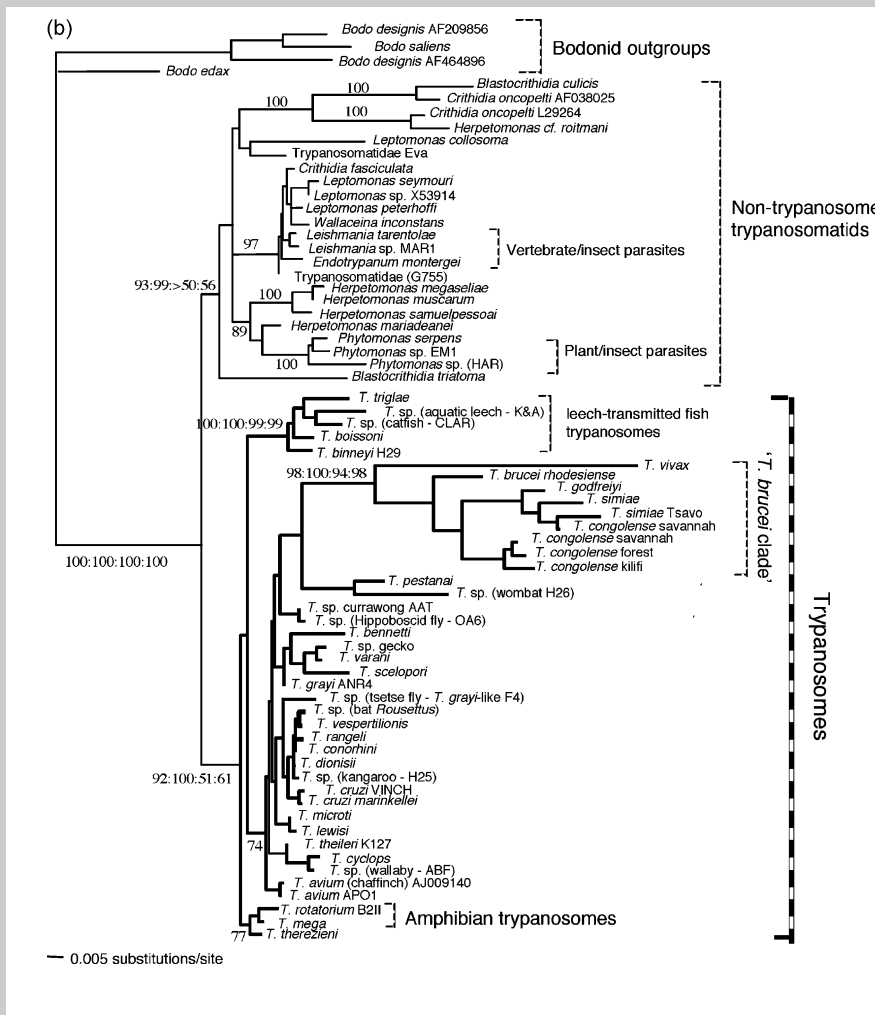 (b)
Bodo designis AF209856
Bodo saliens
Bodo designis AF464896
Bodo edax
Bodonid outgroups
100
100
100
Blastocrithidia culicis
Crithidia oncopelti AF038025
Crithidia oncopelti L29264
Herpetomonas cf. roitmani
Leptomonas collosoma
Trypanosomatidae Eva
Crithidia fasciculata
Leptomonas seymouri
Leptomonas sp. X53914
Leptomonas peterhoffi
Wallaceina inconstans
Leishmania tarentolae
97
Leishmania sp. MAR1
Endotrypanum montergei
Vertebrate/insect parasites
Non-trypanosome
trypanosomatids
Trypanosomatidae (G755)
93:99:>50:56
Herpetomonas megaseliae
100
Herpetomonas muscarum
Herpetomonas samuelpessoai
Herpetomonas mariadeanei
89
Phytomonas serpens
Phytomonas sp. EM1
100
Phytomonas sp. (HAR)
Plant/insect parasites
Blastocrithidia triatoma
T. triglae
T. sp. (aquatic leech - K&A)
100:100:99:99
T. sp. (catfish - CLAR)
T. boissoni
T. binneyi H29
leech-transmitted fish
trypanosomes
98:100:94:98
T. vivax
T. brucei rhodesiense
T. godfreyi
T. simiae
T. simiae Tsavo
T. congolense savannah
T. congolense savannah
T. congolense forest
T. congolense kilifi
'T. brucei clade'
100:100:100:100
T. pestanai
T. sp. (wombat H26)
T. sp. currawong AAT
T. sp. (Hippoboscid fly - OA6)
T. bennetti
T. sp. gecko
T. varani
T. scelopori
T. grayi ANR4
T. sp. (tsetse fly - T. grayi-like F4)
T. sp. (bat Rousettus)
T. vespertilionis
T. rangeli
T. conorhini
T. dionisii
92:100:51:61
T. sp. (kangaroo - H25)
T. cruzi VINCH
T. cruzi marinkellei
T. microti
T. lewisi
74
T. theileri K127
T. cyclops
T. sp. (wallaby - ABF)
T. avium (chaffinch) AJ009140
T. avium APO1
T. rotatorium B2II
T. mega
77
T. therezieni
Amphibian trypanosomes
Trypanosomes
0.005 substitutions/site